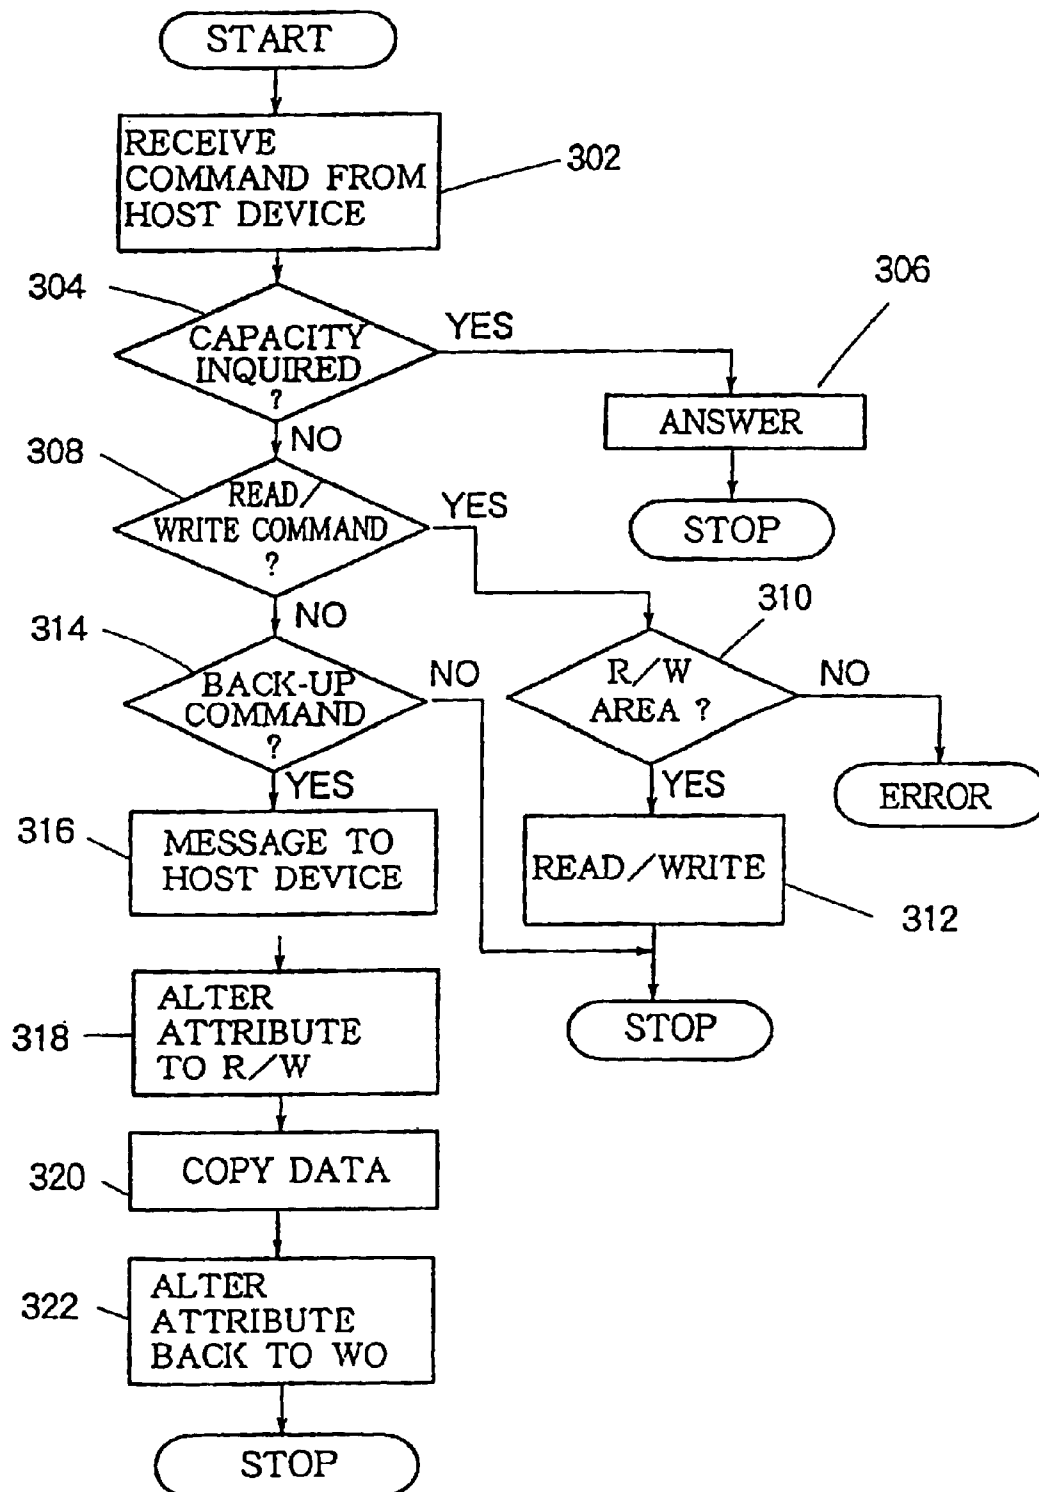 START
RECEIVE
COMMAND FROM
HOST DEVICE
302
304
CAPACITY
INQUIRED
?
YES
306
ANSWER
STOP
NO
308
READ/
WRITE COMMAND
?
YES
NO
310
R/W
AREA ?
NO
ERROR
YES
READ/WRITE
312
STOP
314
BACK-UP
COMMAND
?
NO
YES
316
MESSAGE TO
HOST DEVICE
318
ALTER
ATTRIBUTE
TO R/W
320
COPY DATA
322
ALTER
ATTRIBUTE
BACK TO WO
STOP